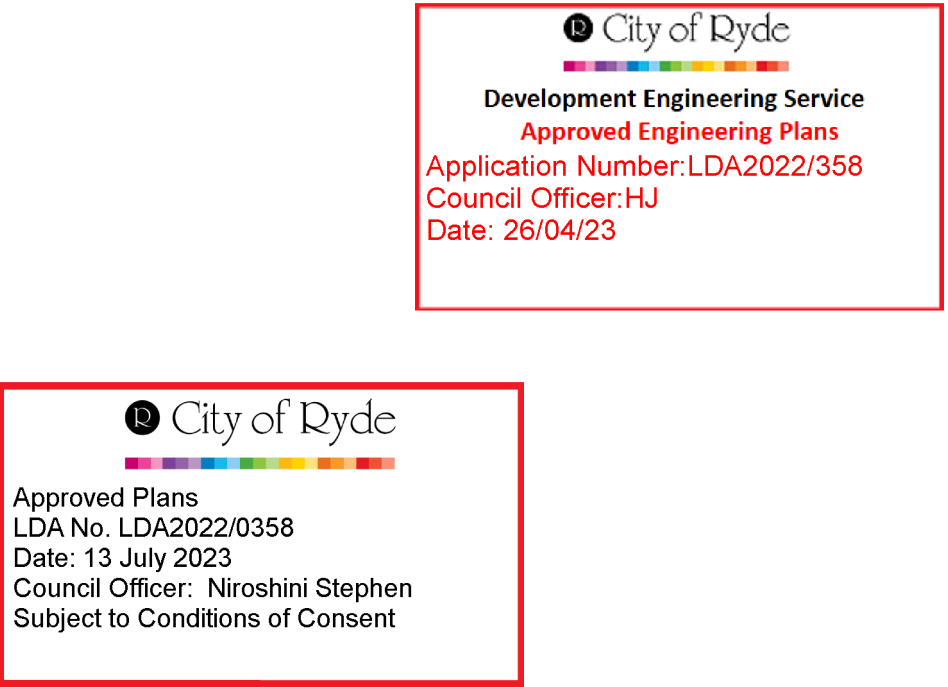 R City of Ryde
Development Engineering Service
Approved Engineering Plans
Application Number:LDA2022/358
Council Officer:HJ
Date: 26/04/23
R City of Ryde
Approved Plans
LDA No. LDA2022/0358
Date: 13 July 2023
Council Officer:  Niroshini Stephen
Subject to Conditions of Consent